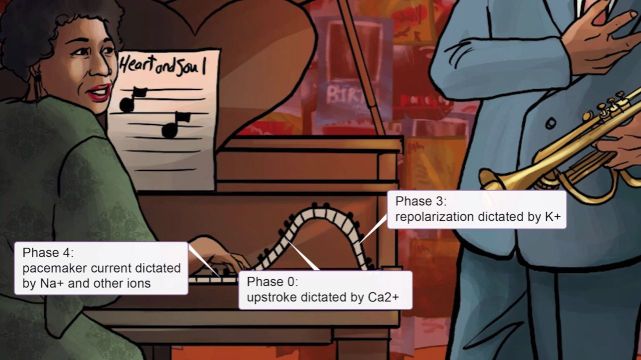 Heart and Soul
BIRK
Phase 3:
repolarization dictated by K+
Phase 4:
pacemaker current dictated
by Na+ and other ions
Phase 0:
upstroke dictated by Ca2+